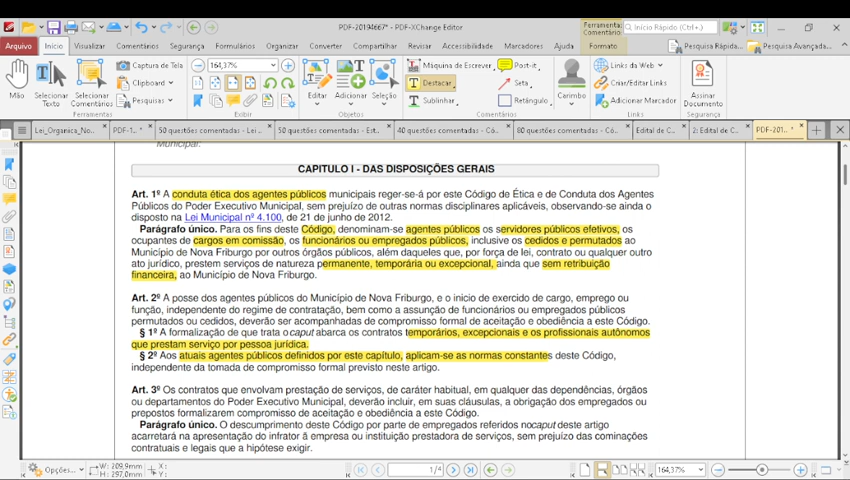 PDF-20194667* - PDF-XChange Editor
Ferramenta:
Comentário
Início Rápido (Ctrl+.)
Arquivo Início Visualizar Comentários Segurança Formulários Organizar Converter Compartilhar Revisar Accessibility Marcadores Ajuda Formato Pesquisa Rápida... Pesquisa Avançada...
Mão
Selecionar
Texto
Selecionar
Comentários
Captura de Tela
Clipboard
Pesquisas
164,37%
Exibir
Editar
Adicionar
Seleção
Máquina de Escrever
Destacar
Sublinhar
Post-it
Seta
Retângulo
Carimbo
Links da Web
Criar/Editar Links
Adicionar Marcador
Assinar
Documento
Ferramentas
Objetos
Comentar
Links
Segurança
Lei_Organica_No... PDF-1... 50 questões comentadas - Lei ... 50 questões comentadas - Est... 40 questões comentadas - Có... 60 questões comentadas - Có... Edital de C... 2: Edital de C... PDF-201... *
Municipal:
CAPITULO I - DAS DISPOSIÇÕES GERAIS
Art. 1º A conduta ética dos agentes públicos municipais reger-se-á por este Código de Ética e de Conduta dos Agentes
Públicos do Poder Executivo Municipal, sem prejuízo de outras normas disciplinares aplicáveis, observando-se ainda o
disposto na Lei Municipal nº 4.100, de 21 de junho de 2012.
Parágrafo único. Para os fins deste Código, denominam-se agentes públicos os servidores públicos efetivos, os
ocupantes de cargos em comissão, os funcionários ou empregados públicos, inclusive os cedidos e permutados ao
Município de Nova Friburgo por outros órgãos públicos, além daqueles que, por força de lei, contrato ou qualquer outro
ato jurídico, prestem serviços de natureza permanente, temporária ou excepcional, ainda que sem retribuição
financeira, ao Município de Nova Friburgo.
Art. 2º A posse dos agentes públicos do Município de Nova Friburgo, e o inicio de exercido de cargo, emprego ou
função, independente do regime de contratação, bem como a assunção de funcionários ou empregados públicos
permutados ou cedidos, deverão ser acompanhadas de compromisso formal de aceitação e obediência a este Código.
§ 1º A formalização de que trata o caput abarca os contratos temporários, excepcionais e os profissionais autônomos
que prestam serviço por pessoa jurídica.
§ 2º Aos atuais agentes públicos definidos por este capítulo, aplicam-se as normas constantes deste Código,
independente da tomada de compromisso formal previsto neste artigo.
Art. 3º Os contratos que envolvam prestação de serviços, de caráter habitual, em qualquer das dependências, órgãos
ou departamentos do Poder Executivo Municipal, deverão incluir, em suas cláusulas, a obrigação dos empregados ou
prepostos formalizarem compromisso de aceitação e obediência a este Código.
Parágrafo único. O descumprimento deste Código por parte de empregados referidos nocaput deste artigo
acarretará na apresentação do infrator ã empresa ou instituição prestadora de serviços, sem prejuízo das cominações
contratuais e legais que a hipótese exigir.
Opções... W: 209,9mm X:
H: 297,0mm Y:
1/4
164,37%